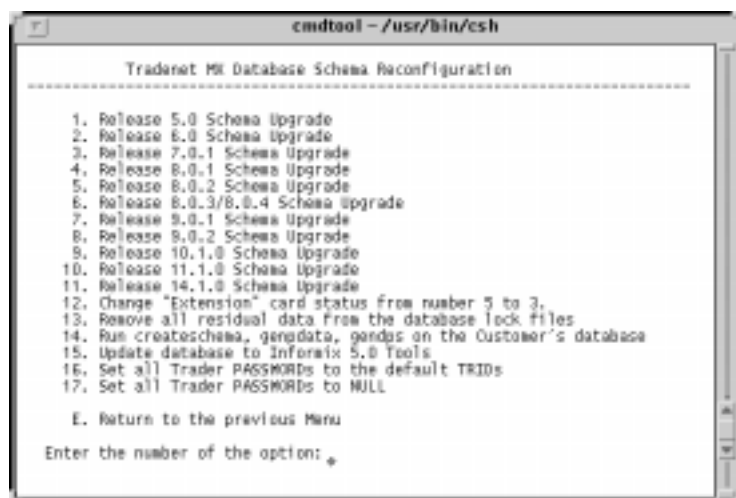 cmdtool - /usr/bin/csh
Tradenet MX Database Schema Reconfiguration
--------------------------------------------------------------------------------
1. Release 5.0 Schema Upgrade
2. Release 6.0 Schema Upgrade
3. Release 7.0.1 Schema Upgrade
4. Release 8.0.1 Schema Upgrade
5. Release 8.0.2 Schema Upgrade
6. Release 8.0.3/8.0.4 Schema Upgrade
7. Release 9.0.1 Schema Upgrade
8. Release 9.0.2 Schema Upgrade
9. Release 10.1.0 Schema Upgrade
10. Release 11.1.0 Schema Upgrade
11. Release 14.1.0 Schema Upgrade
12. Change "Extension" card status from number 5 to 3.
13. Remove all residual data from the database lock files
14. Run createschema, genpdata, gendps on the Customer's database
15. Update database to Informix 5.0 Tools
16. Set all Trader PASSWORDs to the default TRIDs
17. Set all Trader PASSWORDs to NULL
E. Return to the previous Menu
Enter the number of the option: